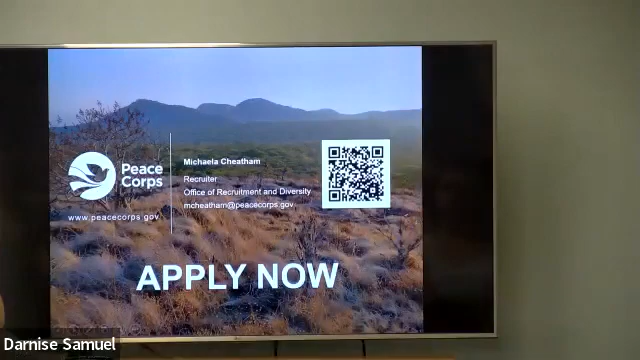 Peace
Corps
www.peacecorps.gov
Michaela Cheatham
Recruiter
Office of Recruitment and Diversity
mcheatham@peacecorps.gov
APPLY NOW
Darnise Samuel